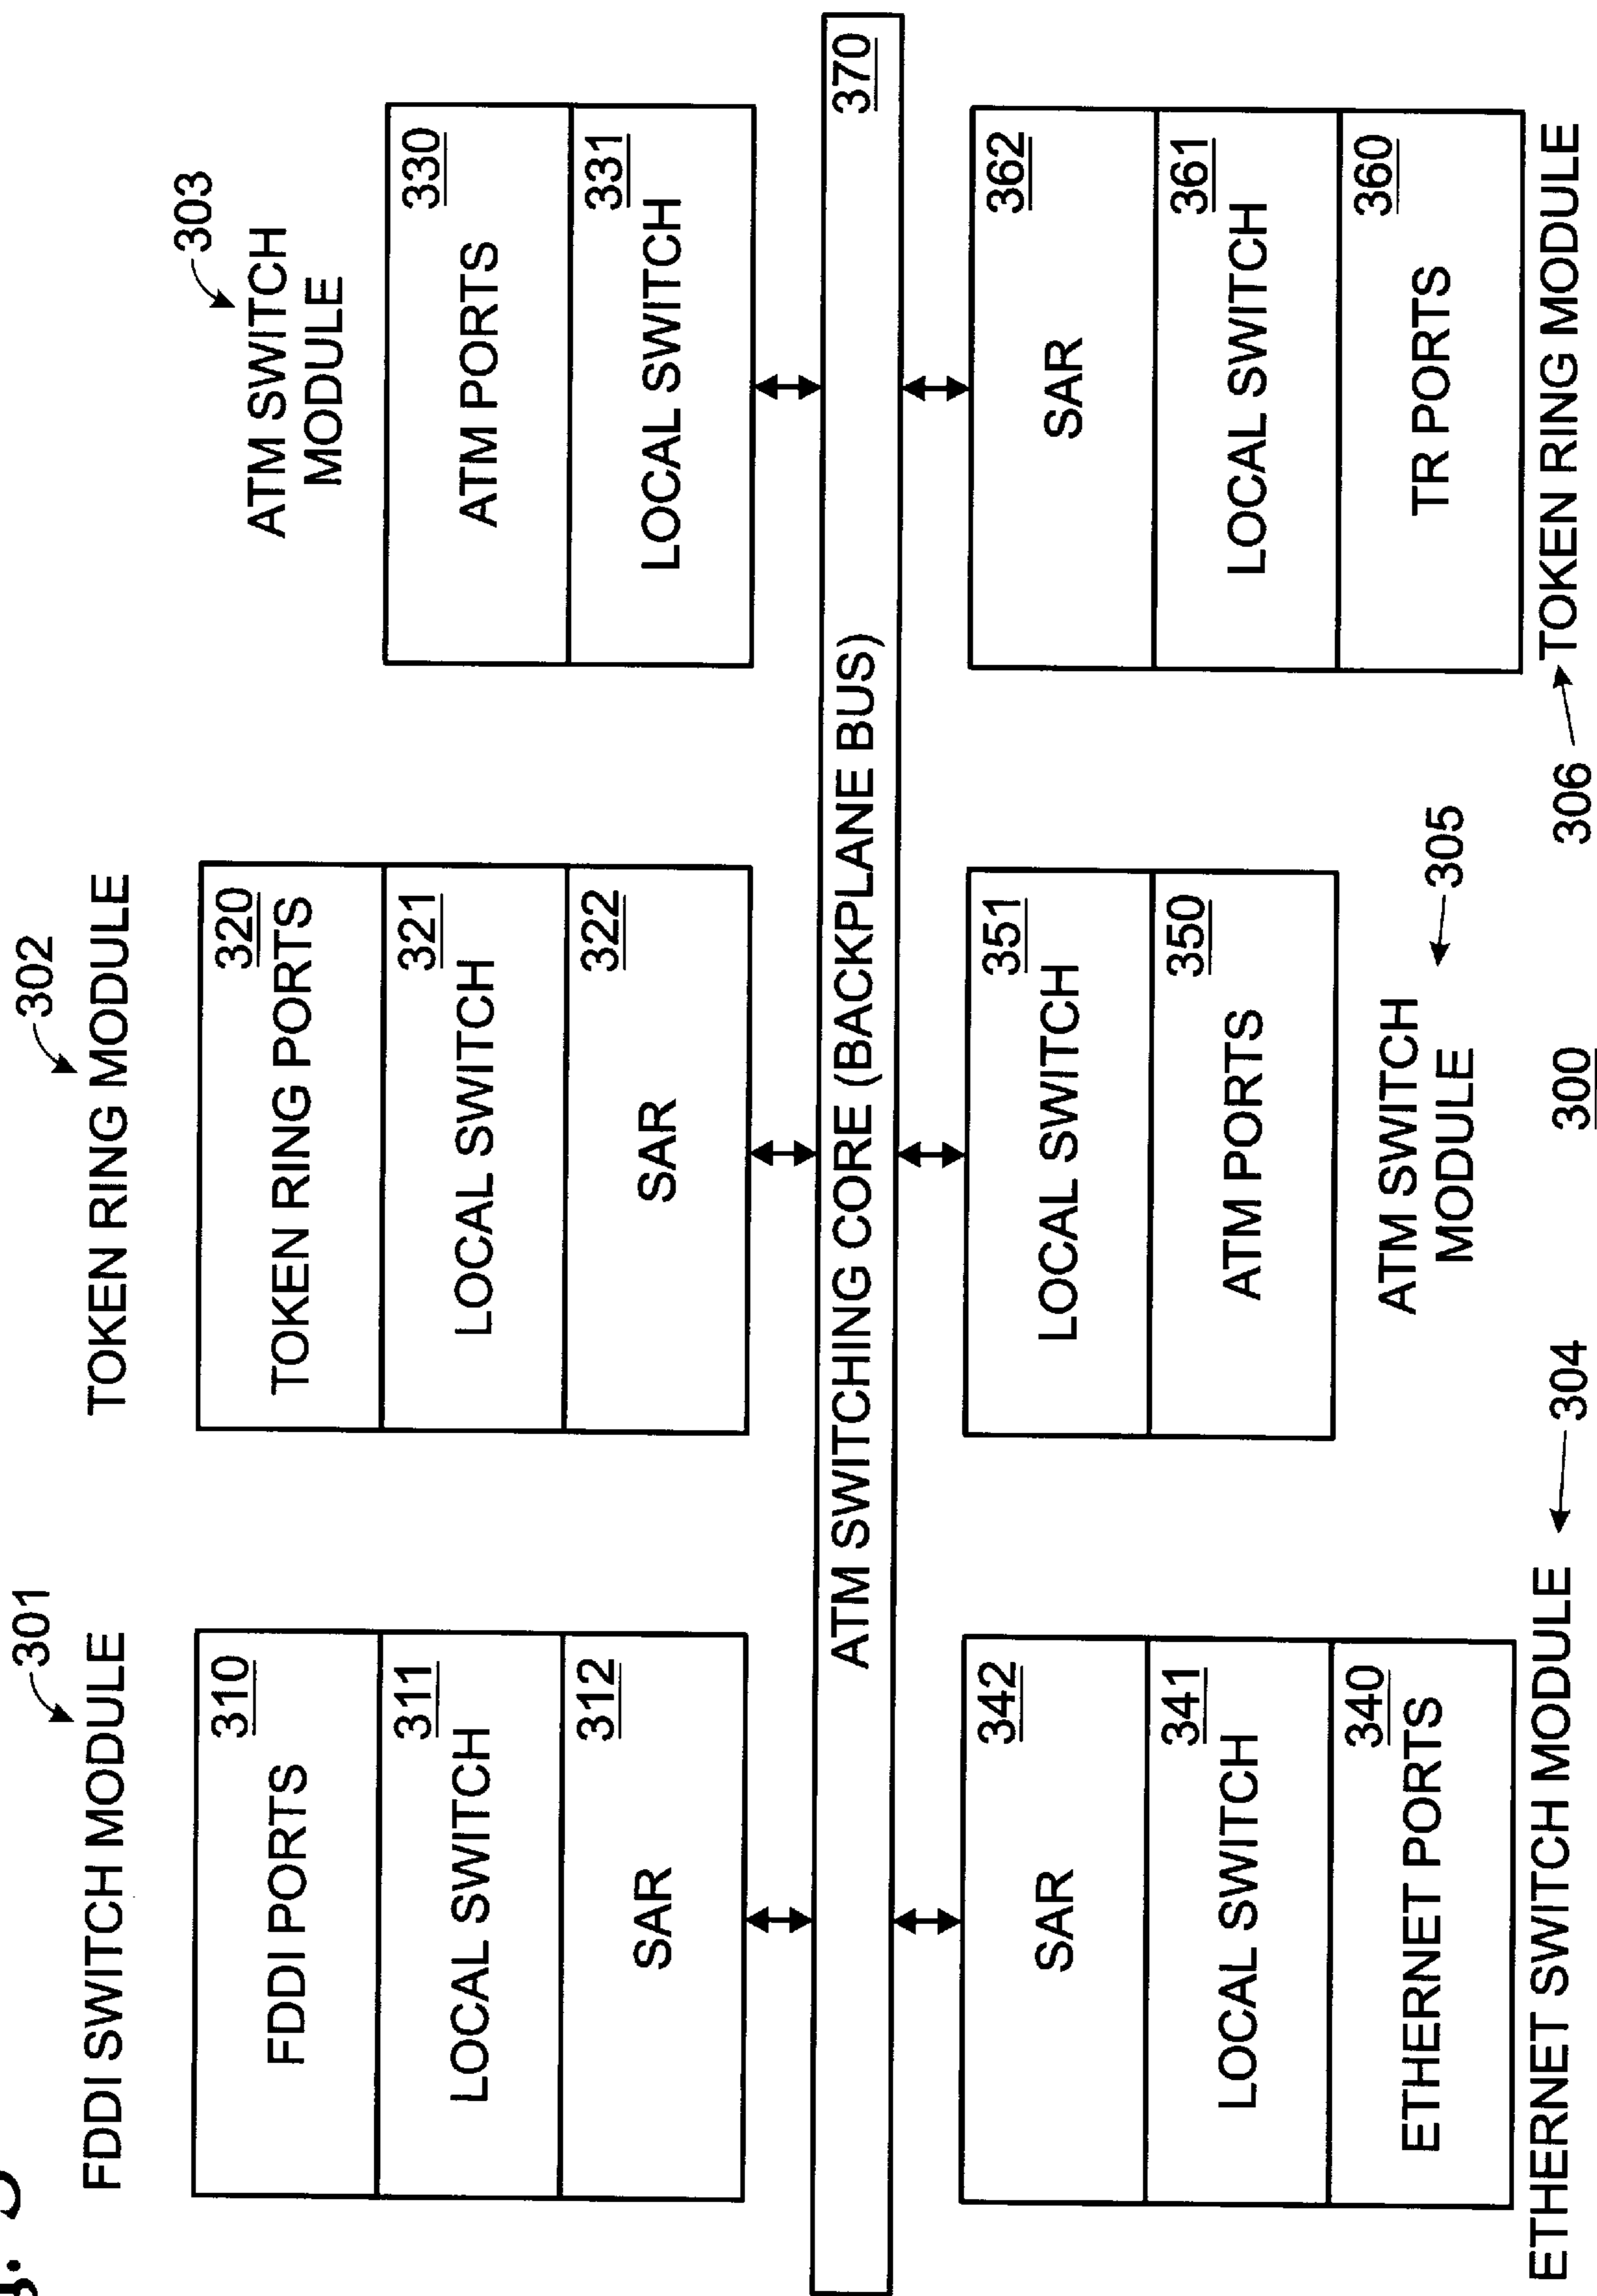 301
FDDI SWITCH MODULE
310
FDDI PORTS
311
LOCAL SWITCH
312
SAR
302
TOKEN RING MODULE
320
TOKEN RING PORTS
321
LOCAL SWITCH
322
SAR
303
ATM SWITCH
MODULE
330
ATM PORTS
331
LOCAL SWITCH
ATM SWITCHING CORE (BACKPLANE BUS)
370
342
SAR
341
LOCAL SWITCH
340
ETHERNET PORTS
ETHERNET SWITCH MODULE
304
351
LOCAL SWITCH
350
ATM PORTS
ATM SWITCH
MODULE
305
362
SAR
361
LOCAL SWITCH
360
TR PORTS
306
TOKEN RING MODULE
300